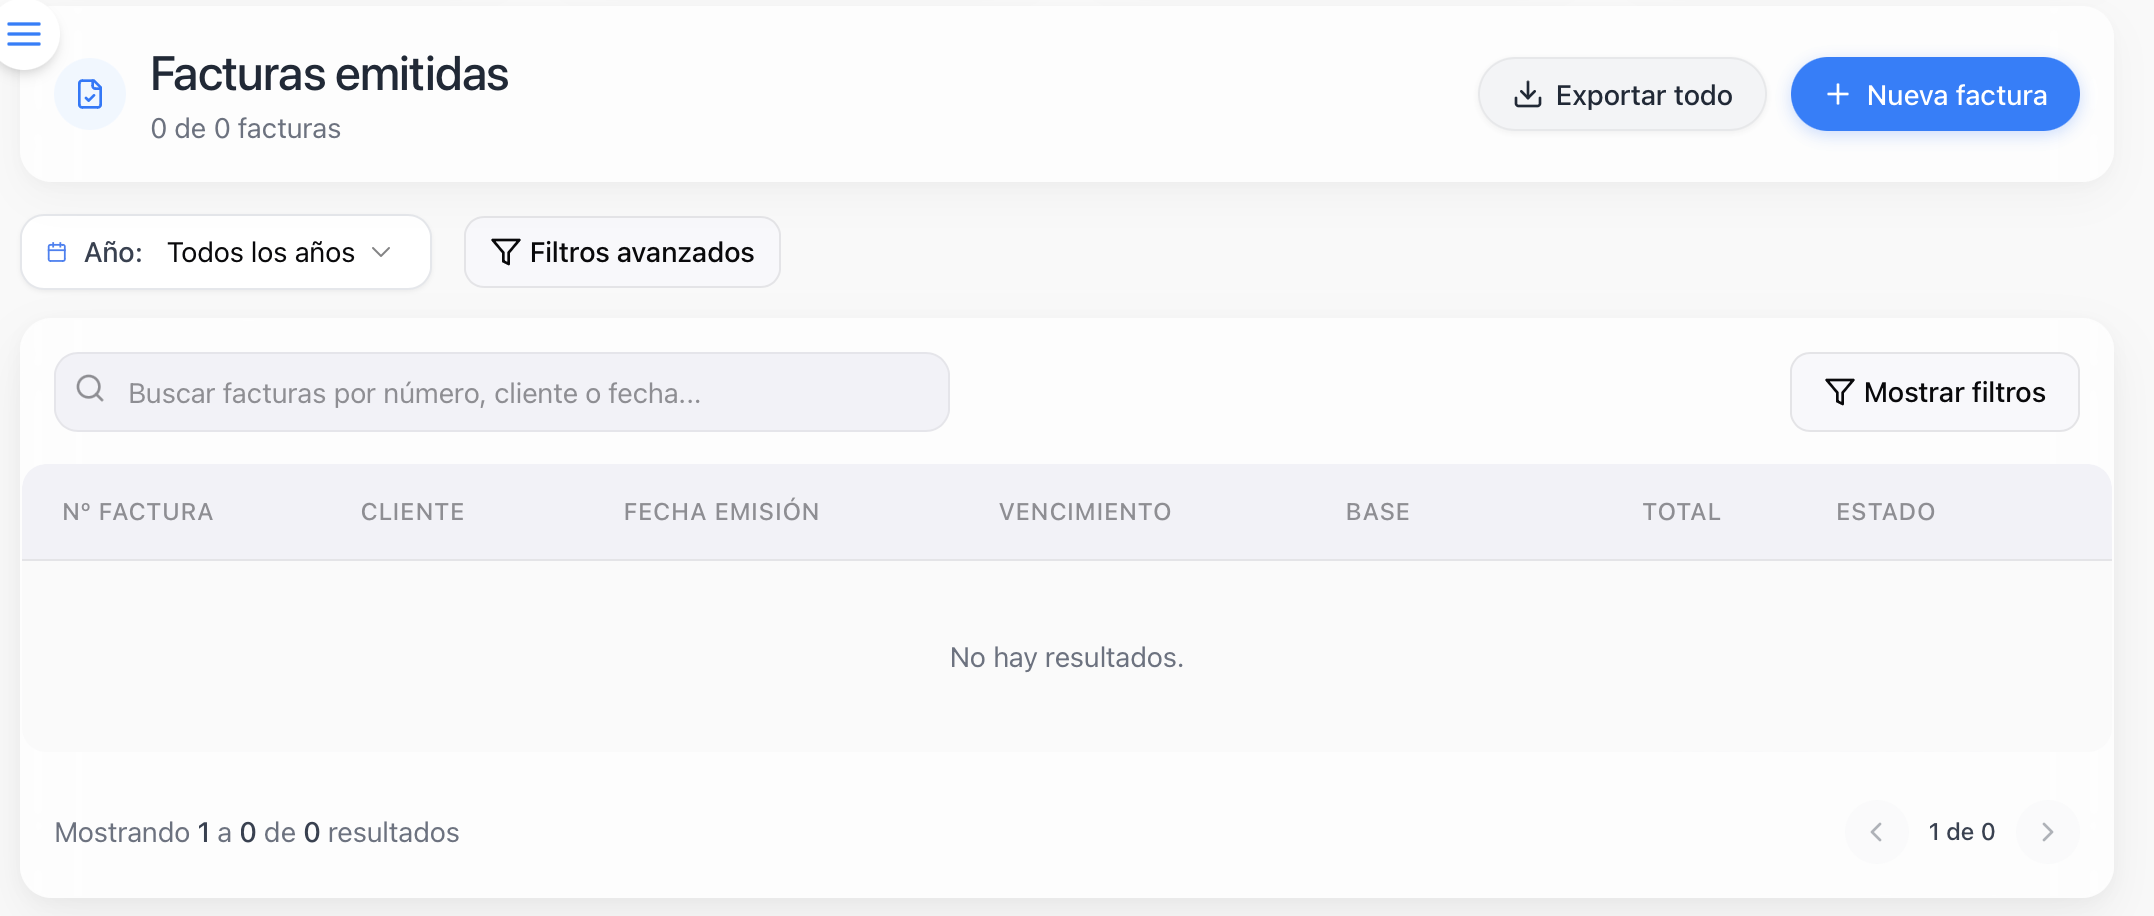 Facturas emitidas
0 de 0 facturas
Exportar todo
Nueva factura
Año: Todos los años
Filtros avanzados
Buscar facturas por número, cliente o fecha...
Mostrar filtros
Nº FACTURA CLIENTE FECHA EMISIÓN VENCIMIENTO BASE TOTAL ESTADO
No hay resultados.
Mostrando 1 a 0 de 0 resultados
1 de 0